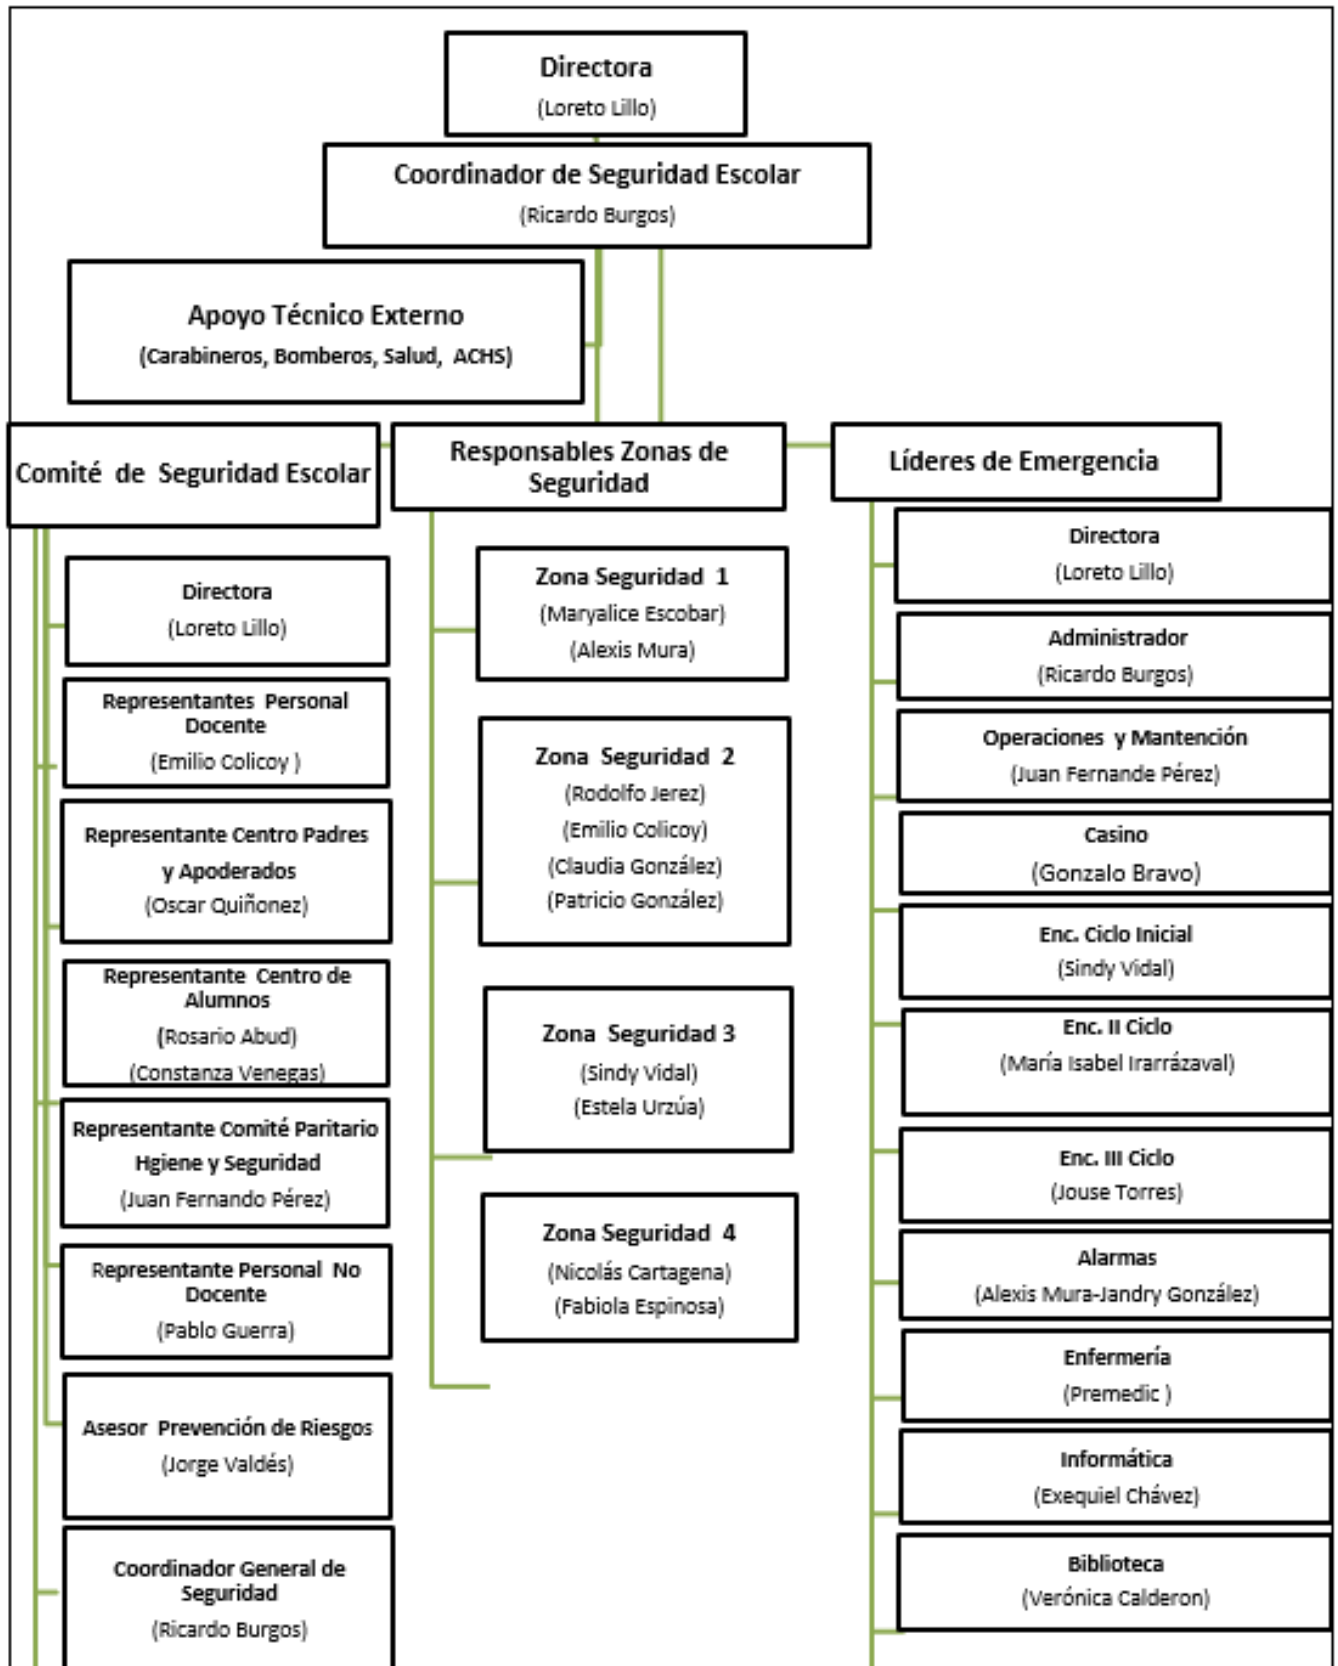 Directora
(Loreto Lillo)
Coordinador de Seguridad Escolar
(Ricardo Burgos)
Apoyo Técnico Externo
(Carabineros, Bomberos, Salud, ACHS)
Comité de Seguridad Escolar
Directora
(Loreto Lillo)
Representantes Personal
Docente
(Emilio Colicoy )
Representante Centro Padres
y Apoderados
(Oscar Quiñonez)
Representante Centro de
Alumnos
(Rosario Abud)
(Constanza Venegas)
Representante Comité Paritario
Hgiene y Seguridad
(Juan Fernando Pérez)
Representante Personal No
Docente
(Pablo Guerra)
Asesor Prevención de Riesgos
(Jorge Valdés)
Coordinador General de
Seguridad
(Ricardo Burgos)
Responsables Zonas de
Seguridad
Zona Seguridad 1
(Maryalice Escobar)
(Alexis Mura)
Zona Seguridad 2
(Rodolfo Jerez)
(Emilio Colicoy)
(Claudia González)
(Patricio González)
Zona Seguridad 3
(Sindy Vidal)
(Estela Urzúa)
Zona Seguridad 4
(Nicolás Cartagena)
(Fabiola Espinosa)
Líderes de Emergencia
Directora
(Loreto Lillo)
Administrador
(Ricardo Burgos)
Operaciones y Mantención
(Juan Fernande Pérez)
Casino
(Gonzalo Bravo)
Enc. Ciclo Inicial
(Sindy Vidal)
Enc. II Ciclo
(María Isabel Irarrázaval)
Enc. III Ciclo
(Jouse Torres)
Alarmas
(Alexis Mura-Jandry González)
Enfermería
(Premedic )
Informática
(Exequiel Chávez)
Biblioteca
(Verónica Calderon)